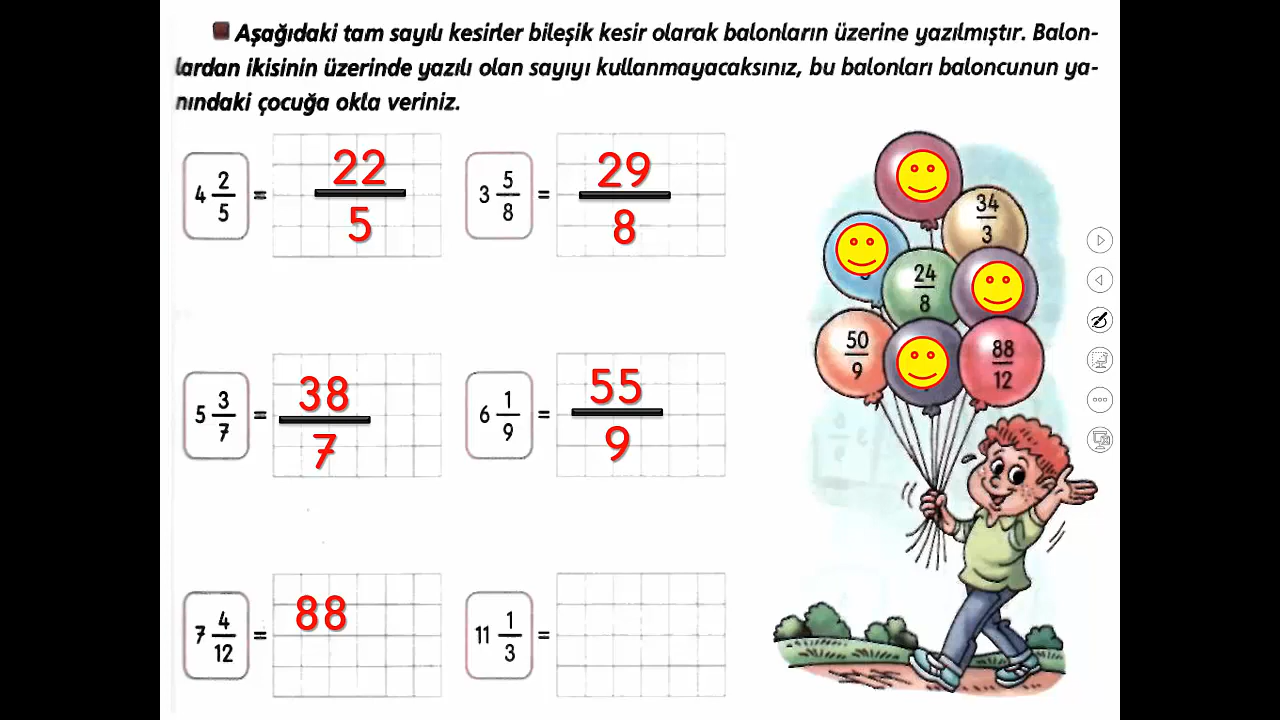 Aşağıdaki tam sayılı kesirler bileşik kesir olarak balonların üzerine yazılmıştır. Balon-
lardan ikisinin üzerinde yazılı olan sayıyı kullanmayacaksınız, bu balonları baloncunun ya-
nındaki çocuğa okla veriniz.
4 2/5 = 22/5
3 5/8 = 29/8
5 3/7 = 38/7
6 1/9 = 55/9
7 4/12 = 88
11 1/3 =
34/3
24/8
50/9
88/12